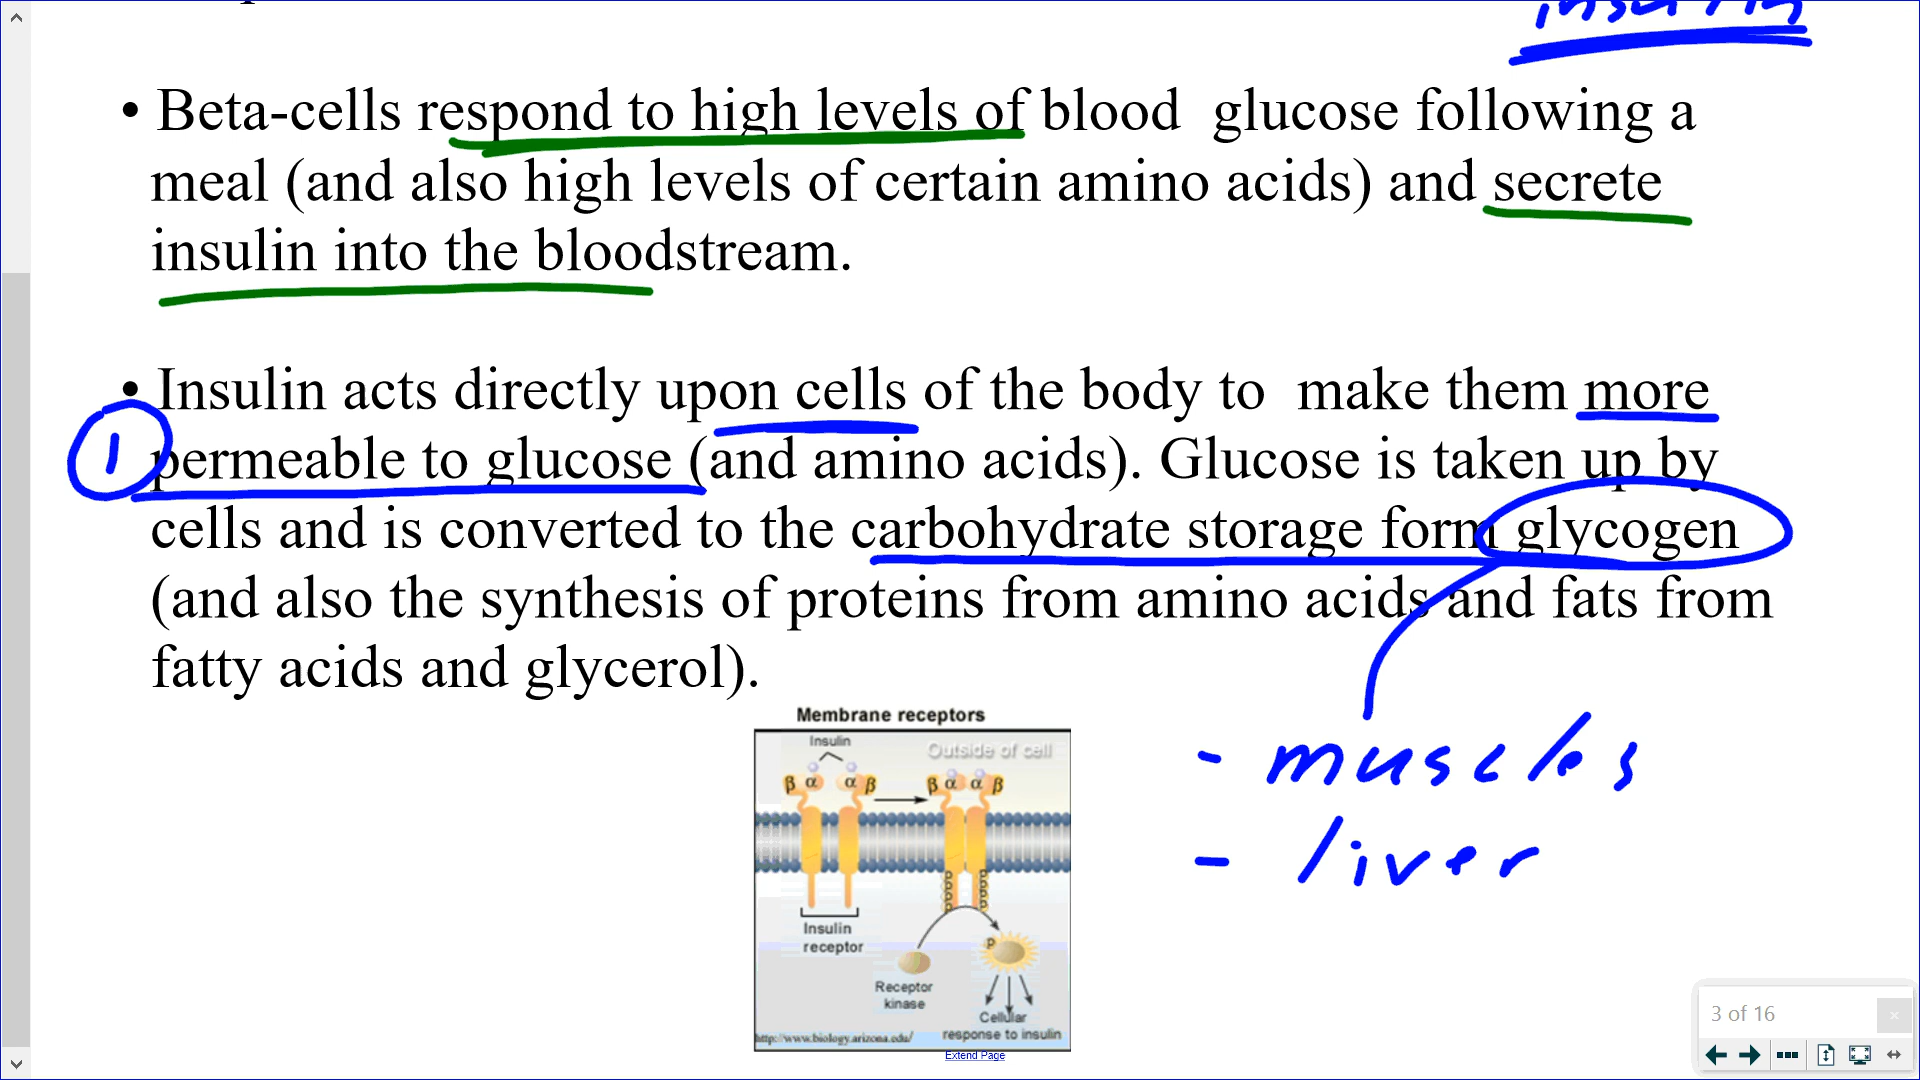 insulin
• Beta-cells respond to high levels of blood glucose following a
meal (and also high levels of certain amino acids) and secrete
insulin into the bloodstream.
• Insulin acts directly upon cells of the body to make them more
1
permeable to glucose (and amino acids). Glucose is taken up by
cells and is converted to the carbohydrate storage form glycogen
(and also the synthesis of proteins from amino acids and fats from
fatty acids and glycerol).
Membrane receptors
Insulin
Outside of cell
β α α β β α α β
Insulin
receptor
P
Receptor
kinase
Cellular
response to insulin
http://www.biology.arizona.edu/
Extend Page
- muscles
- liver
3 of 16